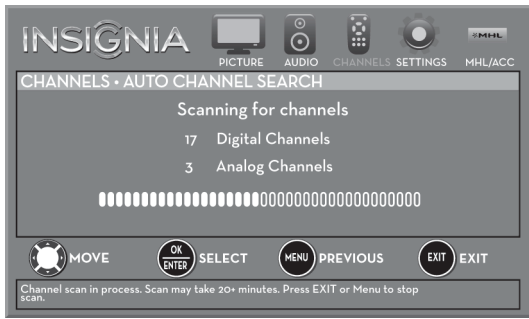 INSIGNIA
PICTURE AUDIO CHANNELS SETTINGS MHL/ACC
MHL
CHANNELS • AUTO CHANNEL SEARCH
Scanning for channels
17 Digital Channels
3 Analog Channels
MOVE OK ENTER SELECT MENU PREVIOUS EXIT EXIT
Channel scan in process. Scan may take 20+ minutes. Press EXIT or Menu to stop
scan.